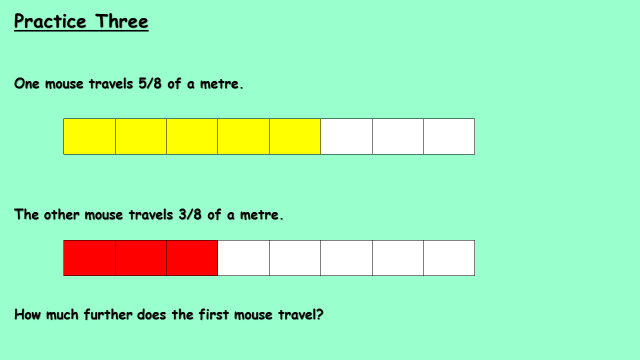 Practice Three
One mouse travels 5/8 of a metre.
The other mouse travels 3/8 of a metre.
How much further does the first mouse travel?